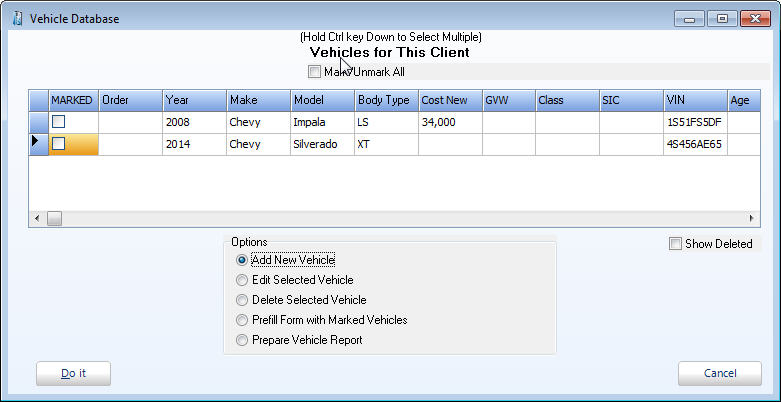 Vehicle Database
(Hold Ctrl key Down to Select Multiple)
Vehicles for This Client
Mark/Unmark All
MARKED Order Year Make Model Body Type Cost New GVW Class SIC VIN Age
2008 Chevy Impala LS 34,000 1S51FS5DF
2014 Chevy Silverado XT 4S456AE65
Options
Show Deleted
Add New Vehicle
Edit Selected Vehicle
Delete Selected Vehicle
Prefill Form with Marked Vehicles
Prepare Vehicle Report
Do it
Cancel